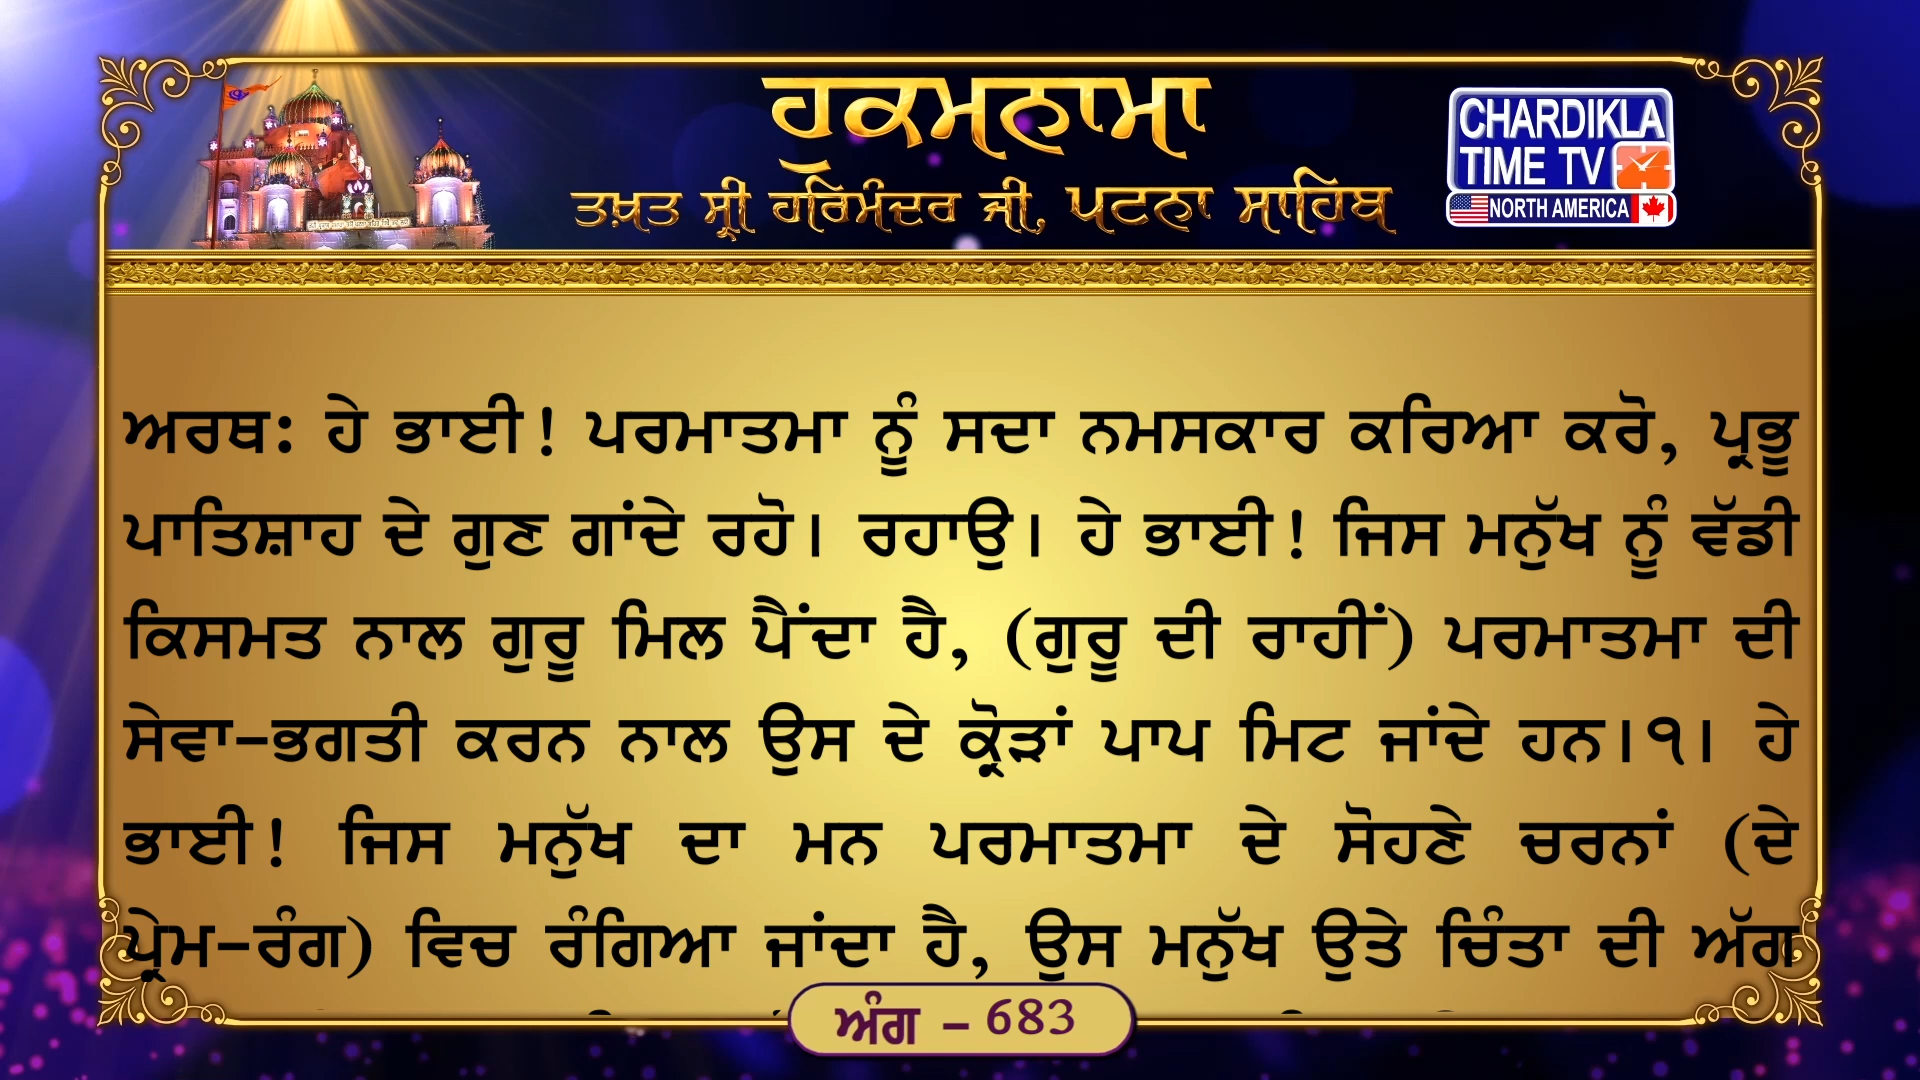 ਹੁਕਮਨਾਮਾ
ਤਖ਼ਤ ਸ੍ਰੀ ਹਰਿਮੰਦਰ ਜੀ, ਪਟਨਾ ਸਾਹਿਬ
CHARDIKLA
TIME TV
NORTH AMERICA
ਅਰਥ: ਹੇ ਭਾਈ! ਪਰਮਾਤਮਾ ਨੂੰ ਸਦਾ ਨਮਸਕਾਰ ਕਰਿਆ ਕਰੋ, ਪ੍ਰਭੂ
ਪਾਤਿਸ਼ਾਹ ਦੇ ਗੁਣ ਗਾਂਦੇ ਰਹੋ। ਰਹਾਉ। ਹੇ ਭਾਈ! ਜਿਸ ਮਨੁੱਖ ਨੂੰ ਵੱਡੀ
ਕਿਸਮਤ ਨਾਲ ਗੁਰੂ ਮਿਲ ਪੈਂਦਾ ਹੈ, (ਗੁਰੂ ਦੀ ਰਾਹੀਂ) ਪਰਮਾਤਮਾ ਦੀ
ਸੇਵਾ-ਭਗਤੀ ਕਰਨ ਨਾਲ ਉਸ ਦੇ ਕ੍ਰੋੜਾਂ ਪਾਪ ਮਿਟ ਜਾਂਦੇ ਹਨ।੧। ਹੇ
ਭਾਈ! ਜਿਸ ਮਨੁੱਖ ਦਾ ਮਨ ਪਰਮਾਤਮਾ ਦੇ ਸੋਹਣੇ ਚਰਨਾਂ (ਦੇ
ਪ੍ਰੇਮ-ਰੰਗ) ਵਿਚ ਰੰਗਿਆ ਜਾਂਦਾ ਹੈ, ਉਸ ਮਨੁੱਖ ਉਤੇ ਚਿੰਤਾ ਦੀ ਅੱਗ
ਅੰਗ - 683